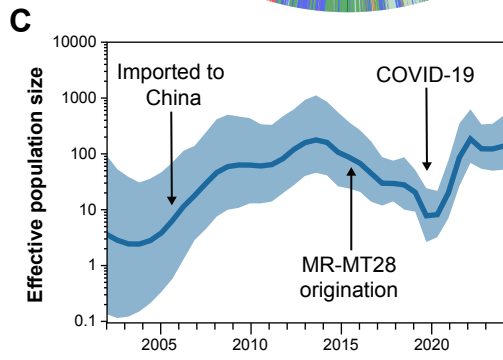 C
10000
1000
100
10
1
0.1
Effective population size
Imported to
China
COVID-19
MR-MT28
origination
2005
2010
2015
2020